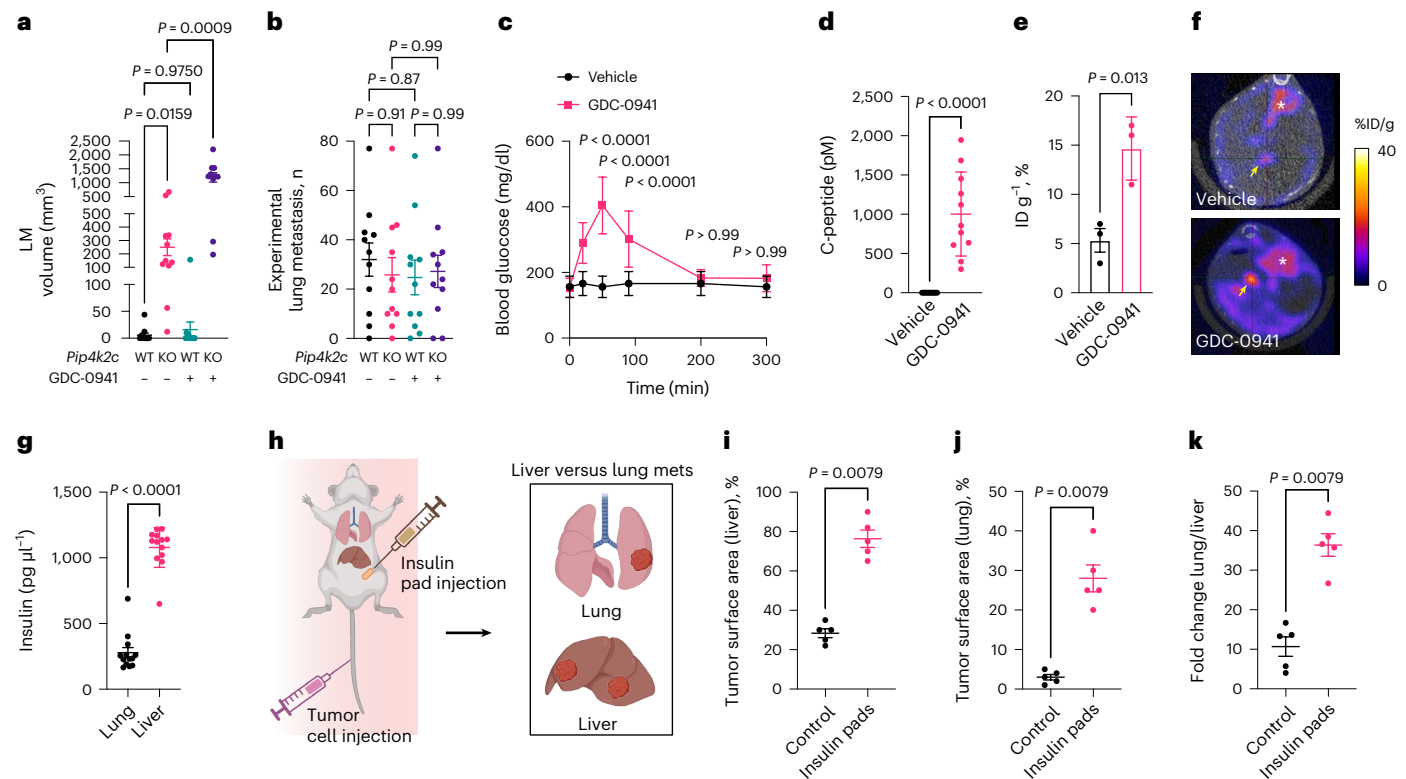 a
P = 0.0009
P = 0.9750
P = 0.0159
LM
volume (mm³)
2,500
2,000
1,500
1,000
500
500
400
300
200
100
100
50
0
Pip4k2c WT KO WT KO
GDC-0941 – – + +
b
P = 0.99
P = 0.87
P = 0.91 P = 0.99
Experimental
lung metastasis, n
80
60
40
20
0
Pip4k2c WT KO WT KO
GDC-0941 – – + +
c
Vehicle
GDC-0941
Blood glucose (mg/dl)
600
400
200
0
P < 0.0001
P < 0.0001
P < 0.0001
P > 0.99
P > 0.99
0 100 200 300
Time (min)
d
P < 0.0001
C-peptide (pM)
2,500
2,000
1,500
1,000
500
0
Vehicle
GDC-0941
e
P = 0.013
ID g⁻¹, %
20
15
10
5
0
Vehicle
GDC-0941
f
*
Vehicle
*
GDC-0941
%ID/g
40
0
g
P < 0.0001
Insulin (pg µl⁻¹)
1,500
1,000
500
0
Lung
Liver
h
Insulin
pad injection
Tumor
cell injection
Liver versus lung mets
Lung
Liver
i
P = 0.0079
Tumor surface area (liver), %
100
80
60
40
20
0
Control
Insulin pads
j
P = 0.0079
Tumor surface area (lung), %
50
40
30
20
10
0
Control
Insulin pads
k
P = 0.0079
Fold change lung/liver
50
40
30
20
10
0
Control
Insulin pads